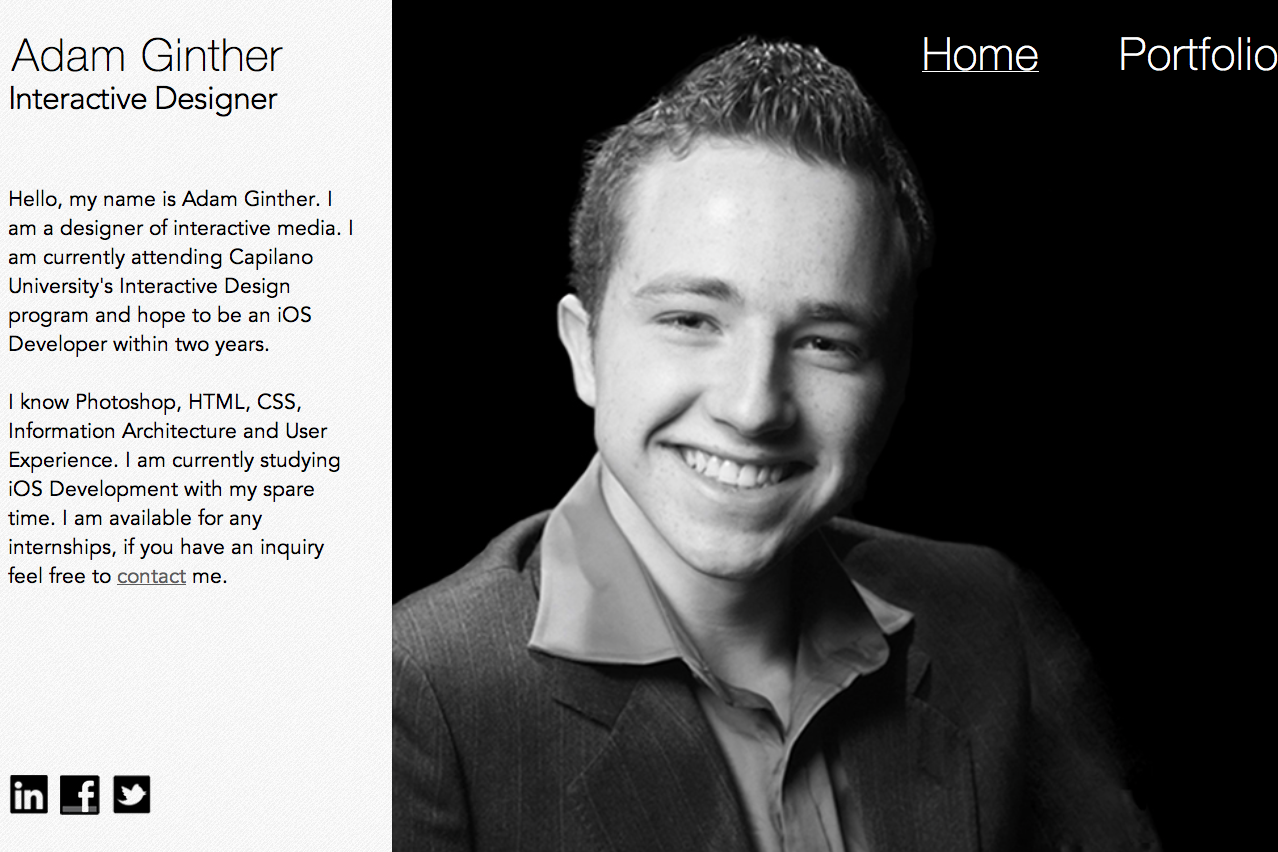 Adam Ginther
Interactive Designer
Home
Portfolio
Hello, my name is Adam Ginther. I
am a designer of interactive media. I
am currently attending Capilano
University's Interactive Design
program and hope to be an iOS
Developer within two years.
I know Photoshop, HTML, CSS,
Information Architecture and User
Experience. I am currently studying
iOS Development with my spare
time. I am available for any
internships, if you have an inquiry
feel free to contact me.
in
f